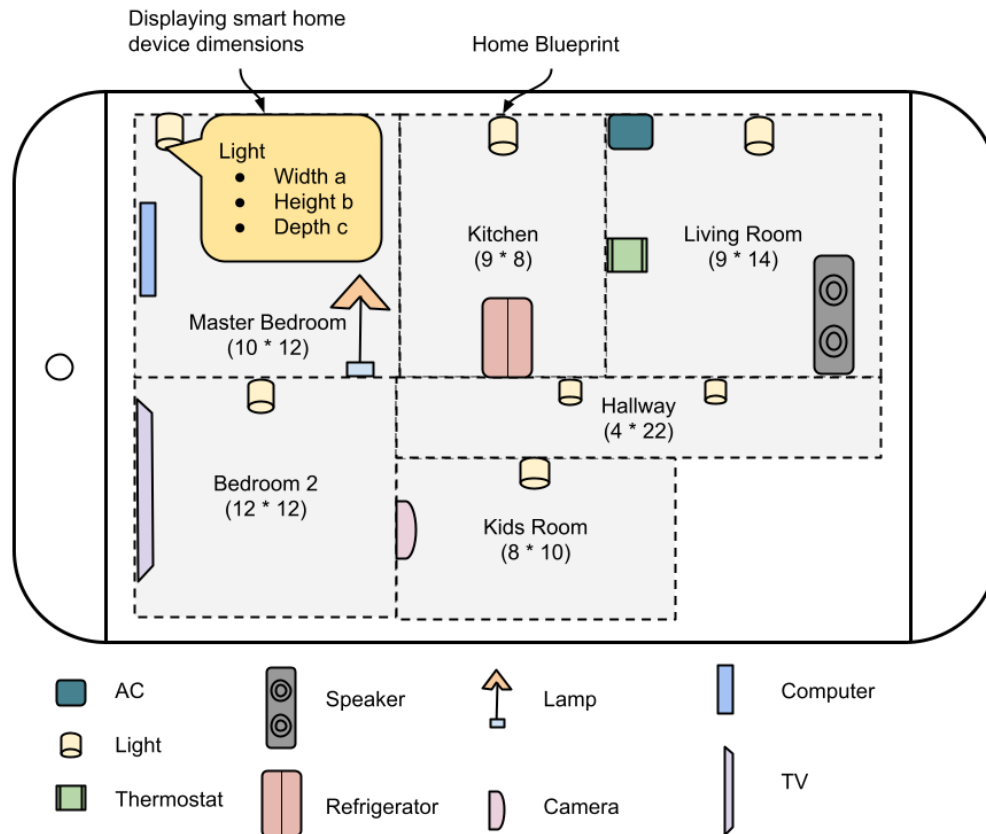 Displaying smart home
device dimensions
Home Blueprint
Light
● Width a
● Height b
● Depth c
Kitchen
(9 * 8)
Living Room
(9 * 14)
Master Bedroom
(10 * 12)
Hallway
(4 * 22)
Bedroom 2
(12 * 12)
Kids Room
(8 * 10)
AC
Speaker
Lamp
Computer
Light
Thermostat
Refrigerator
Camera
TV